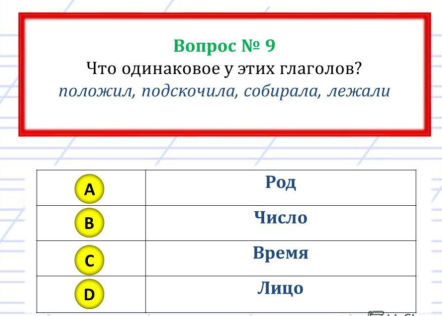 Вопрос № 9
Что одинаковое у этих глаголов?
положил, подскочила, собирала, лежали
A Род
B Число
C Время
D Лицо